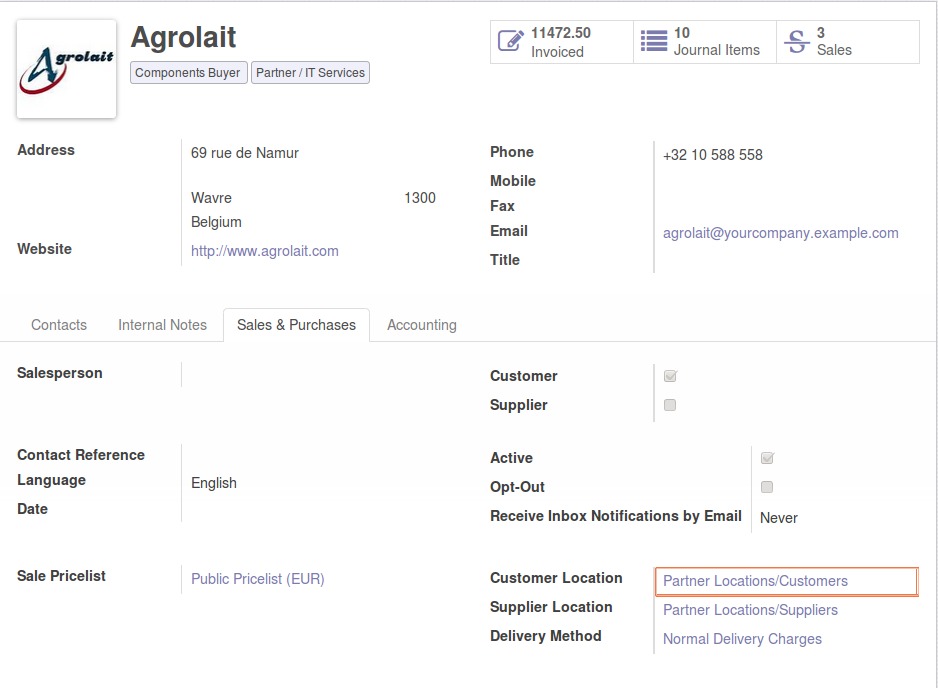 Agrolait
Agrolait
Components Buyer
Partner / IT Services
11472.50
Invoiced
10
Journal Items
3
Sales
Address
69 rue de Namur
Wavre 1300
Belgium
Website
http://www.agrolait.com
Phone
+32 10 588 558
Mobile
Fax
Email
agrolait@yourcompany.example.com
Title
Contacts
Internal Notes
Sales & Purchases
Accounting
Salesperson
Customer
Supplier
Contact Reference
Language
English
Date
Active
Opt-Out
Receive Inbox Notifications by Email
Never
Sale Pricelist
Public Pricelist (EUR)
Customer Location
Partner Locations/Customers
Supplier Location
Partner Locations/Suppliers
Delivery Method
Normal Delivery Charges